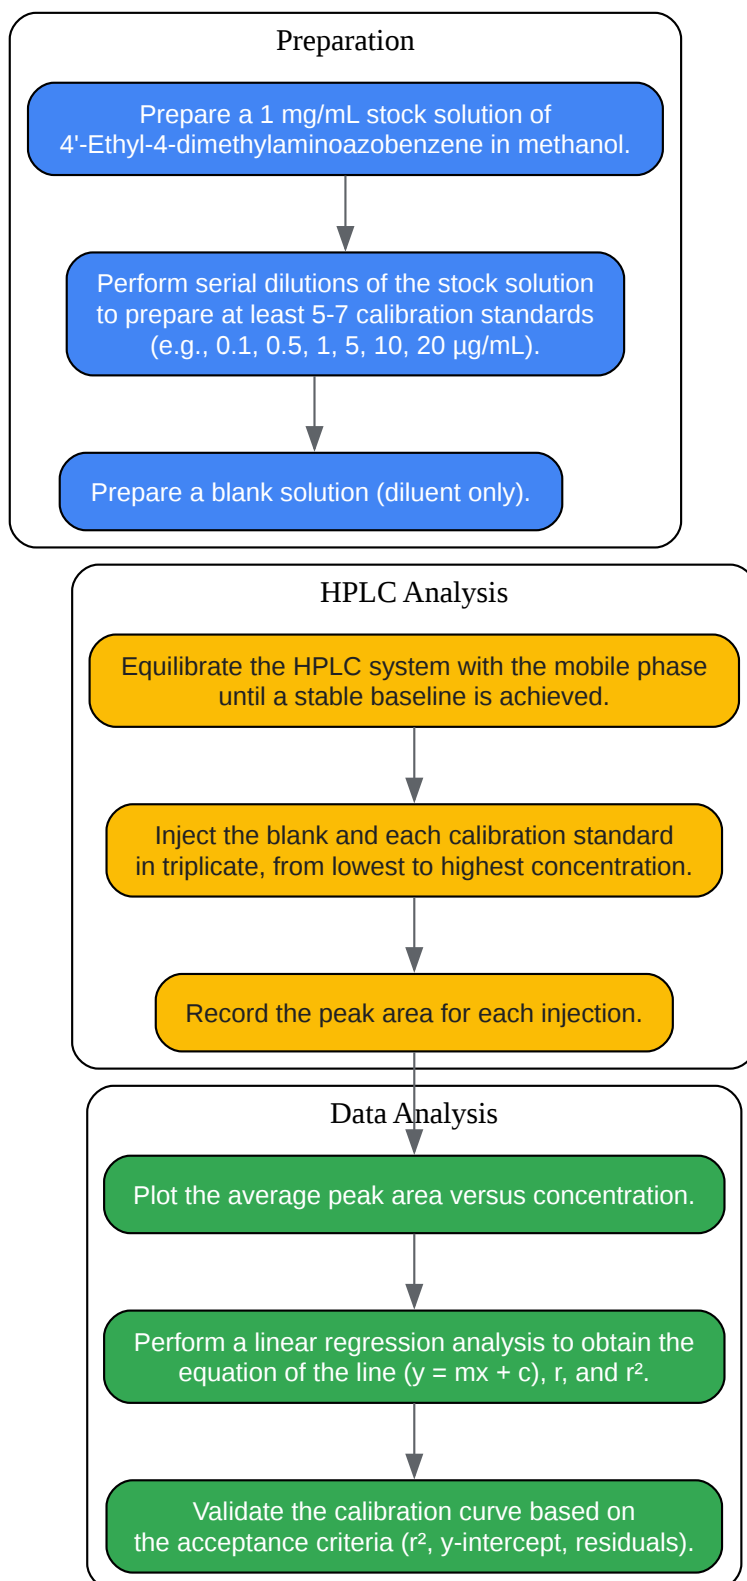 Preparation
Prepare a 1 mg/mL stock solution of
4'-Ethyl-4-dimethylaminoazobenzene in methanol.
Perform serial dilutions of the stock solution
to prepare at least 5-7 calibration standards
(e.g., 0.1, 0.5, 1, 5, 10, 20 µg/mL).
Prepare a blank solution (diluent only).
HPLC Analysis
Equilibrate the HPLC system with the mobile phase
until a stable baseline is achieved.
Inject the blank and each calibration standard
in triplicate, from lowest to highest concentration.
Record the peak area for each injection.
Data Analysis
Plot the average peak area versus concentration.
Perform a linear regression analysis to obtain the
equation of the line (y = mx + c), r, and r².
Validate the calibration curve based on
the acceptance criteria (r², y-intercept, residuals).